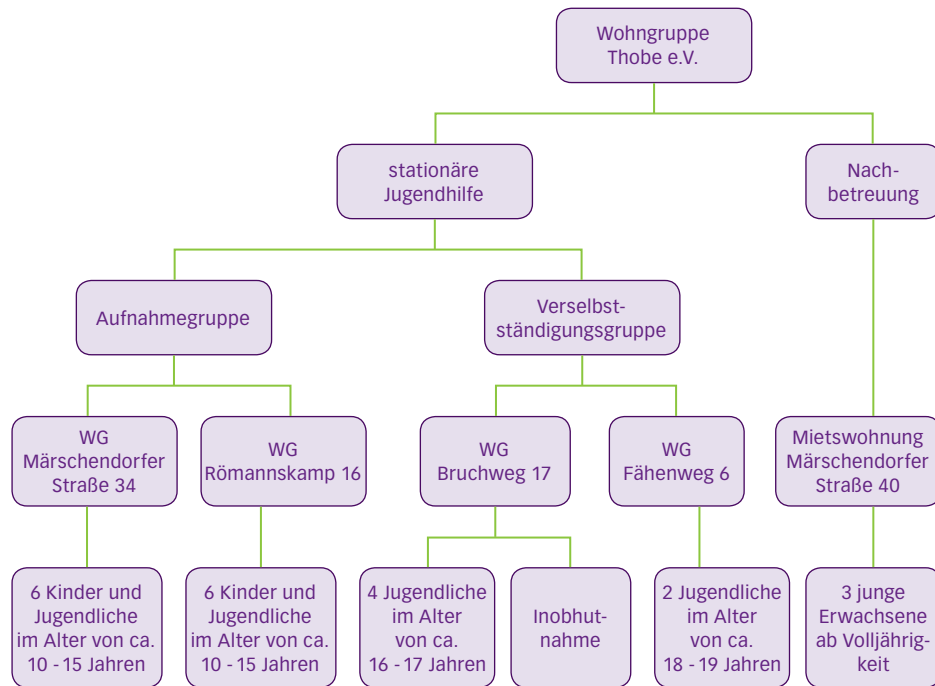 Wohngruppe
Thobe e.V.
stationäre
Jugendhilfe
Nach-
betreuung
Aufnahmegruppe
Verselbst-
ständigungsgruppe
WG
Märschendorfer
Straße 34
WG
Römannskamp 16
WG
Bruchweg 17
WG
Fähenweg 6
Mietswohnung
Märschendorfer
Straße 40
6 Kinder und
Jugendliche
im Alter von ca.
10 - 15 Jahren
6 Kinder und
Jugendliche
im Alter von ca.
10 - 15 Jahren
4 Jugendliche
im Alter
von ca.
16 - 17 Jahren
Inobhut-
nahme
2 Jugendliche
im Alter
von ca.
18 - 19 Jahren
3 junge
Erwachsene
ab Volljährig-
keit